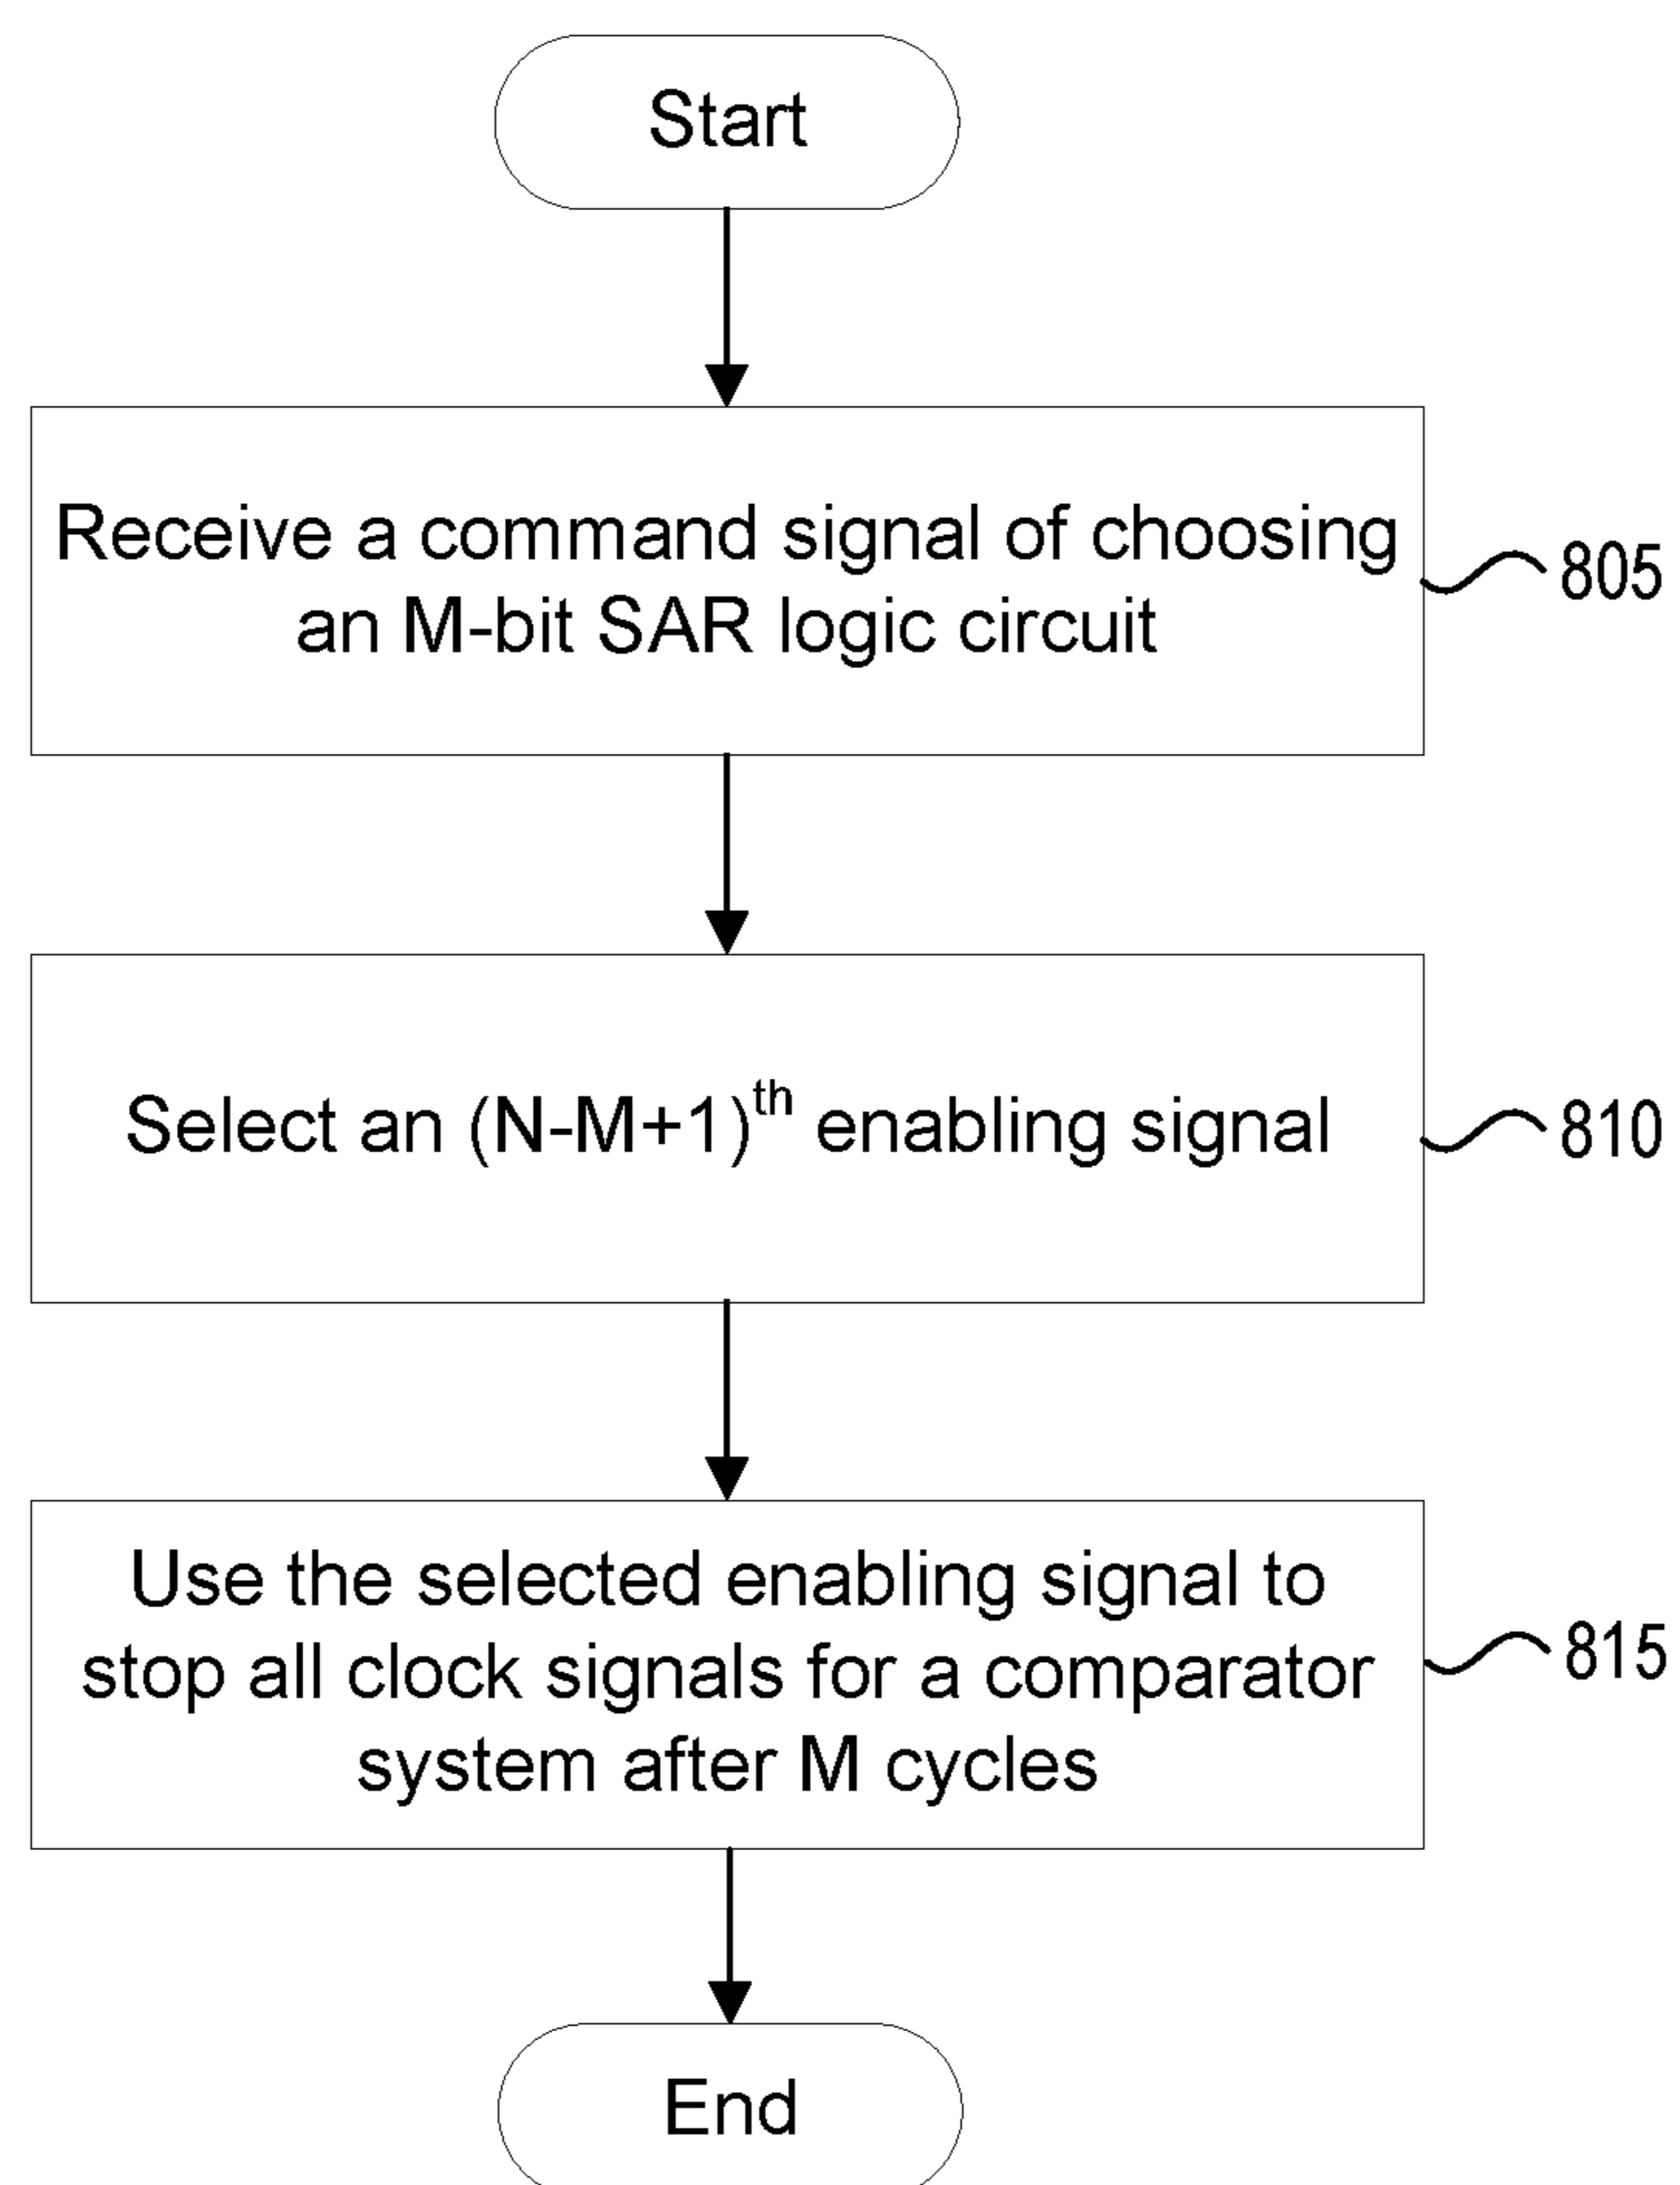 Start
Receive a command signal of choosing
an M-bit SAR logic circuit
805
Select an (N-M+1)th enabling signal
810
Use the selected enabling signal to
stop all clock signals for a comparator
system after M cycles
815
End